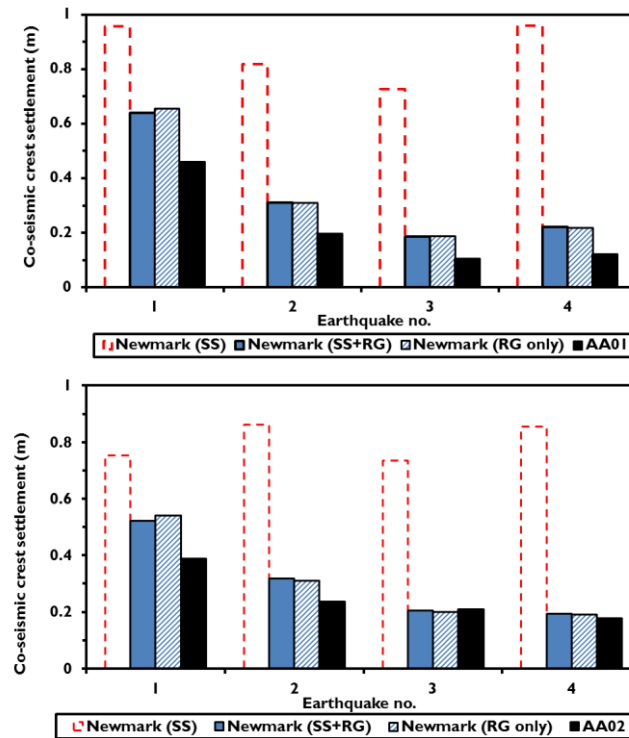 Co-seismic crest settlement (m)
1
0.8
0.6
0.4
0.2
0
1 2 3 4
Earthquake no.
Newmark (SS) Newmark (SS+RG) Newmark (RG only) AA01
Co-seismic crest settlement (m)
1
0.8
0.6
0.4
0.2
0
1 2 3 4
Earthquake no.
Newmark (SS) Newmark (SS+RG) Newmark (RG only) AA02